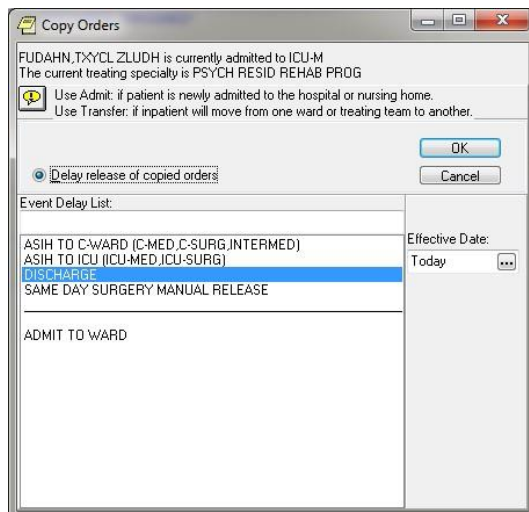 Copy Orders
FUDAHN,TXYCL ZLUDH is currently admitted to ICU-M
The current treating specialty is PSYCH RESID REHAB PROG
Use Admit: if patient is newly admitted to the hospital or nursing home.
Use Transfer: if inpatient will move from one ward or treating team to another.
OK
Delay release of copied orders
Cancel
Event Delay List:
Effective Date:
Today
...
ASIH TO C-WARD (C-MED,C-SURG,INTERMED)
ASIH TO ICU (ICU-MED,ICU-SURG)
DISCHARGE
SAME DAY SURGERY MANUAL RELEASE
ADMIT TO WARD